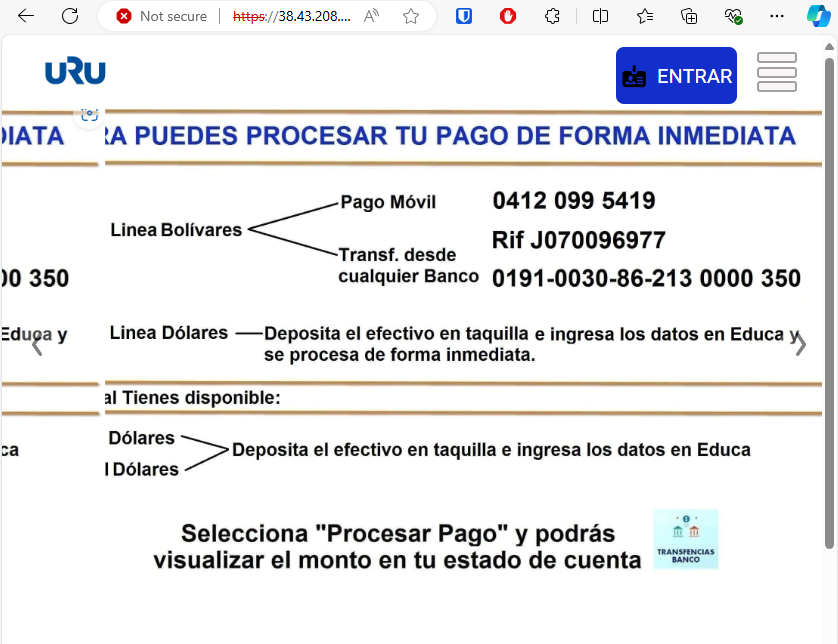 Not secure
https://38.43.208....
URU
ENTRAR
DIATA
RA PUEDES PROCESAR TU PAGO DE FORMA INMEDIATA
Linea Bolívares
Pago Móvil
0412 099 5419
Rif J070096977
Transf. desde
cualquier Banco
0191-0030-86-213 0000 350
00 350
Educa y
Linea Dólares
Deposita el efectivo en taquilla e ingresa los datos en Educa y
se procesa de forma inmediata.
al Tienes disponible:
ca
Dólares
l Dólares
Deposita el efectivo en taquilla e ingresa los datos en Educa
Selecciona "Procesar Pago" y podrás
visualizar el monto en tu estado de cuenta
TRANSFENCIAS
BANCO